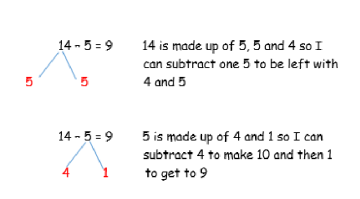 14 - 5 = 9
14 is made up of 5, 5 and 4 so I
can subtract one 5 to be left with
4 and 5
5
5
14 - 5 = 9
5 is made up of 4 and 1 so I can
subtract 4 to make 10 and then 1
to get to 9
4
1